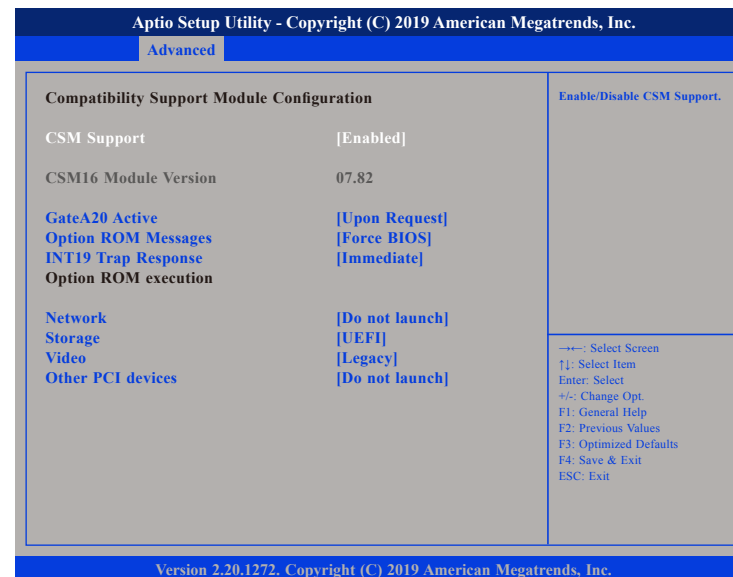 Aptio Setup Utility - Copyright (C) 2019 American Megatrends, Inc.
Advanced
Compatibility Support Module Configuration
CSM Support [Enabled]
CSM16 Module Version 07.82
GateA20 Active [Upon Request]
Option ROM Messages [Force BIOS]
INT19 Trap Response [Immediate]
Option ROM execution
Network [Do not launch]
Storage [UEFI]
Video [Legacy]
Other PCI devices [Do not launch]
Enable/Disable CSM Support.
→←: Select Screen
↑↓: Select Item
Enter: Select
+/-: Change Opt.
F1: General Help
F2: Previous Values
F3: Optimized Defaults
F4: Save & Exit
ESC: Exit
Version 2.20.1272. Copyright (C) 2019 American Megatrends, Inc.